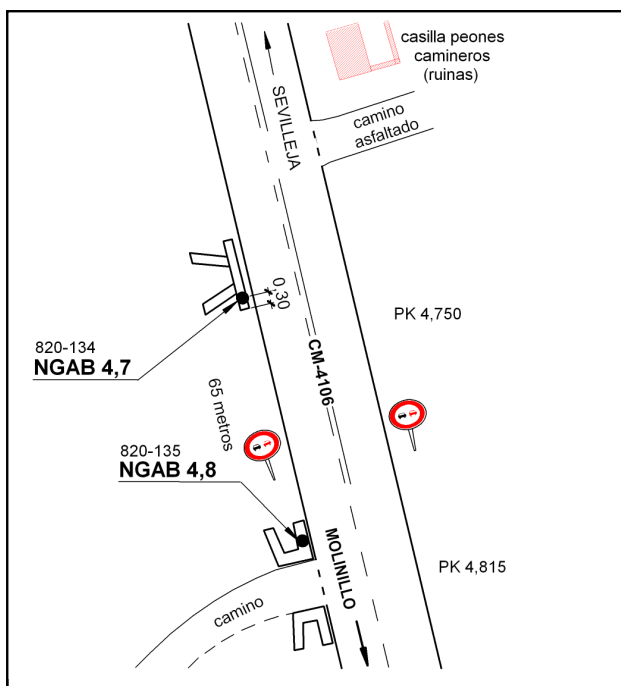 casilla peones
camineros
(ruinas)
SEVILLEJA
camino
asfaltado
0,30
PK 4,750
820-134
NGAB 4,7
CM-4106
65 metros
820-135
NGAB 4,8
MOLINILLO
PK 4,815
camino